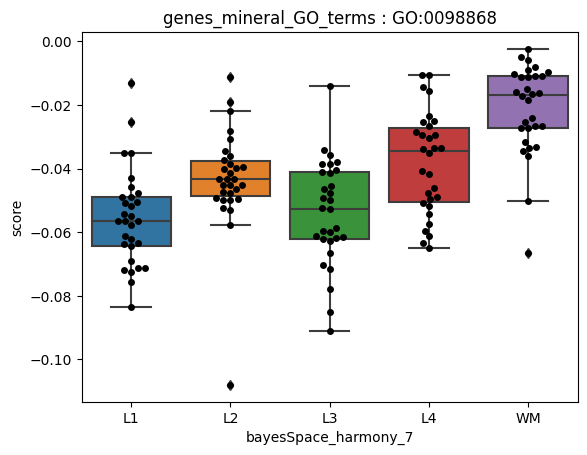 genes_mineral_GO_terms : GO:0098868
0.00
−0.02
−0.04
−0.06
−0.08
−0.10
score
L1 L2 L3 L4 WM
bayesSpace_harmony_7